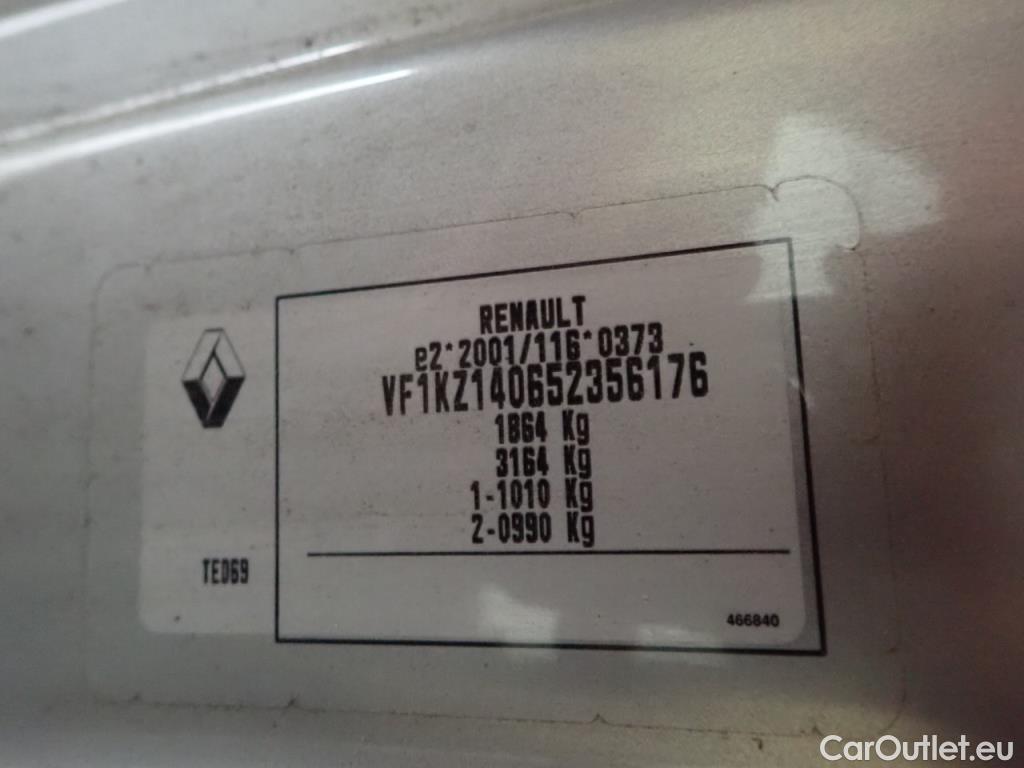 RENAULT
e2*2001/116*0373
VF1KZ140652356176
1864 Kg
3164 Kg
1-1010 Kg
2-0990 Kg
TED69
466840
CarOutlet.eu